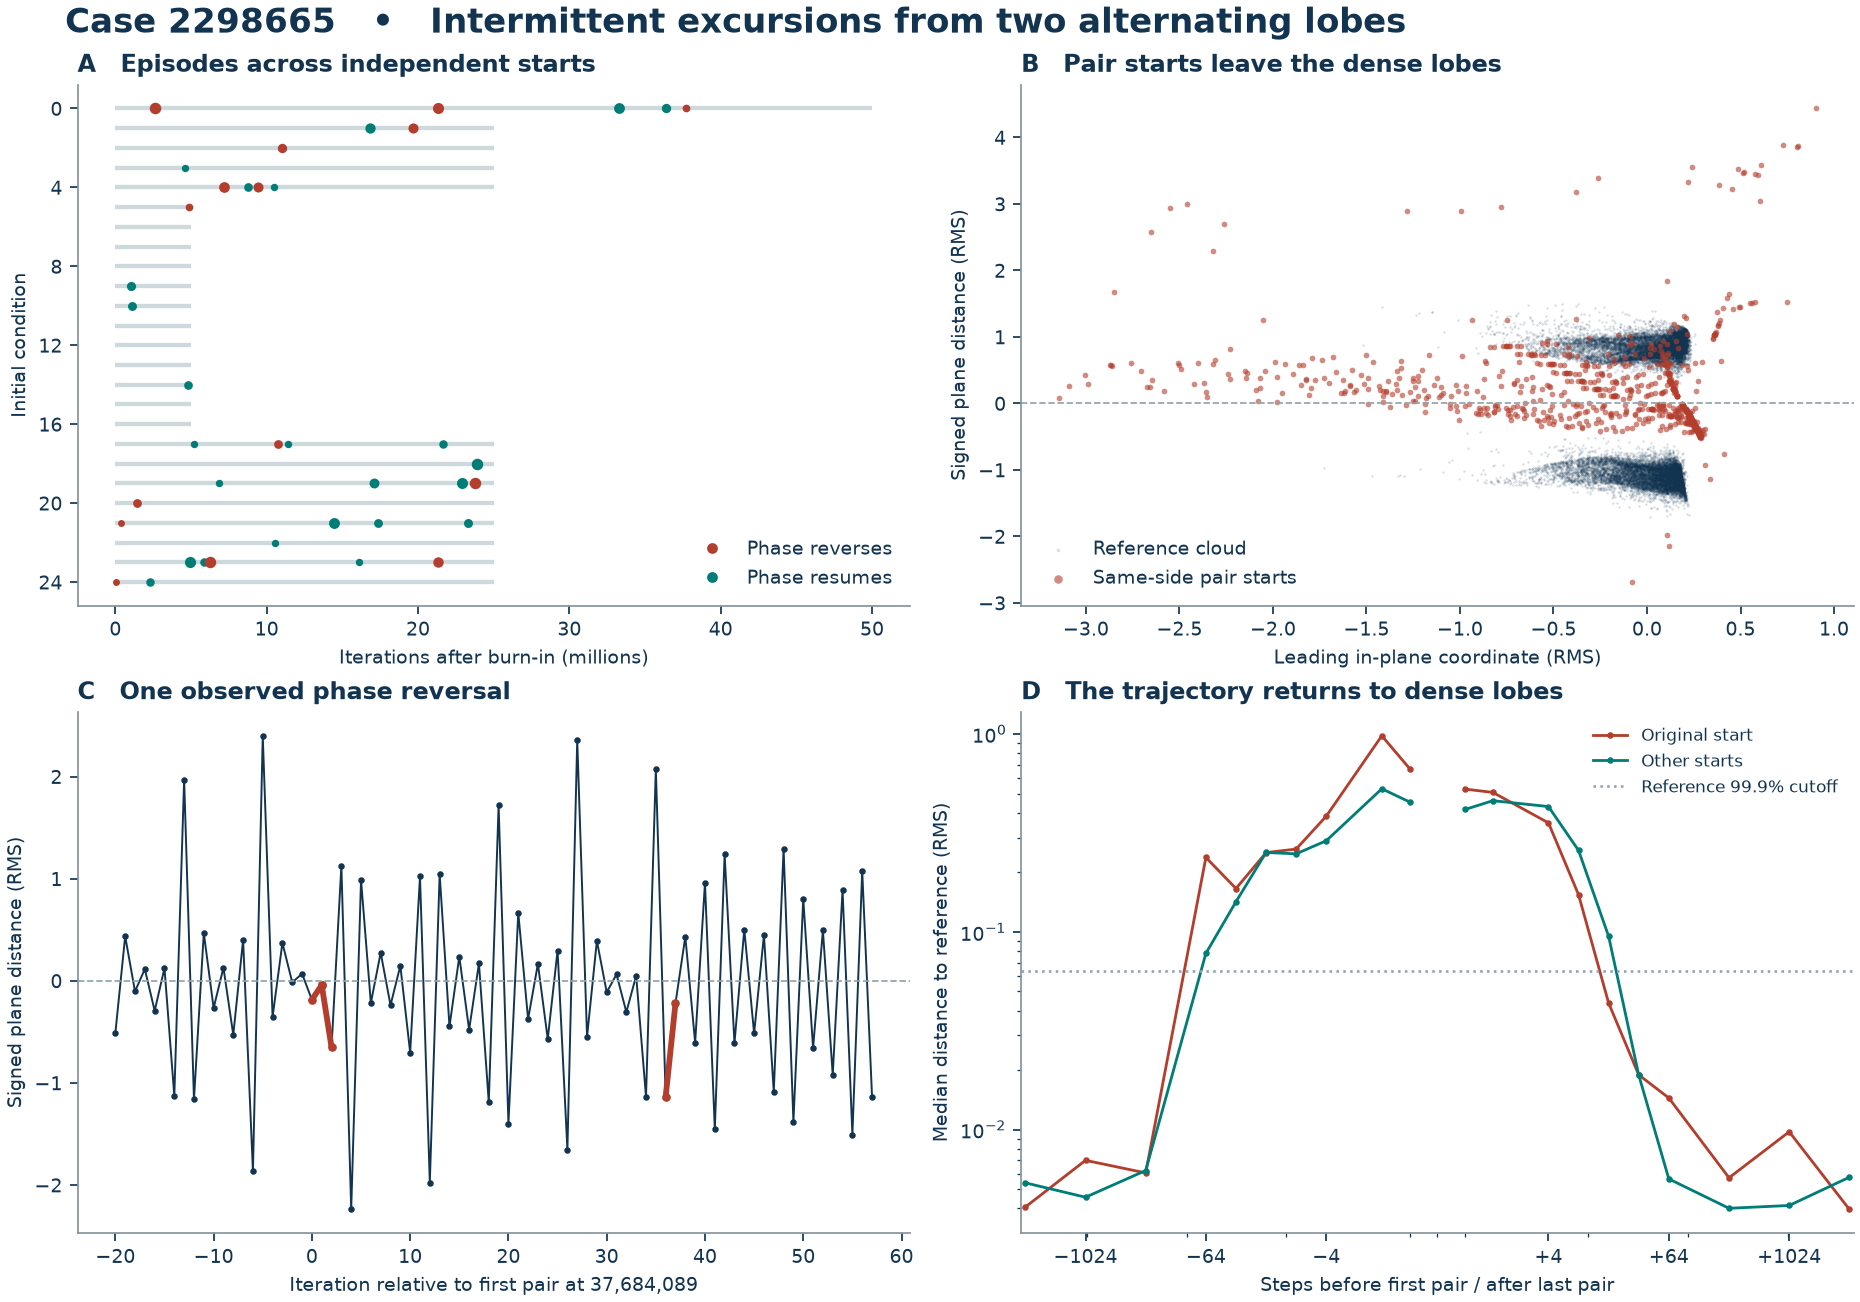 Case 2298665 • Intermittent excursions from two alternating lobes
A Episodes across independent starts
Initial condition
0
4
8
12
16
20
24
Phase reverses
Phase resumes
0 10 20 30 40 50
Iterations after burn-in (millions)
B Pair starts leave the dense lobes
Signed plane distance (RMS)
4
3
2
1
0
−1
−2
−3
Reference cloud
Same-side pair starts
−3.0 −2.5 −2.0 −1.5 −1.0 −0.5 0.0 0.5 1.0
Leading in-plane coordinate (RMS)
C One observed phase reversal
Signed plane distance (RMS)
2
1
0
−1
−2
−20 −10 0 10 20 30 40 50 60
Iteration relative to first pair at 37,684,089
D The trajectory returns to dense lobes
Median distance to reference (RMS)
10⁰
10⁻¹
10⁻²
Original start
Other starts
Reference 99.9% cutoff
−1024 −64 −4 +4 +64 +1024
Steps before first pair / after last pair